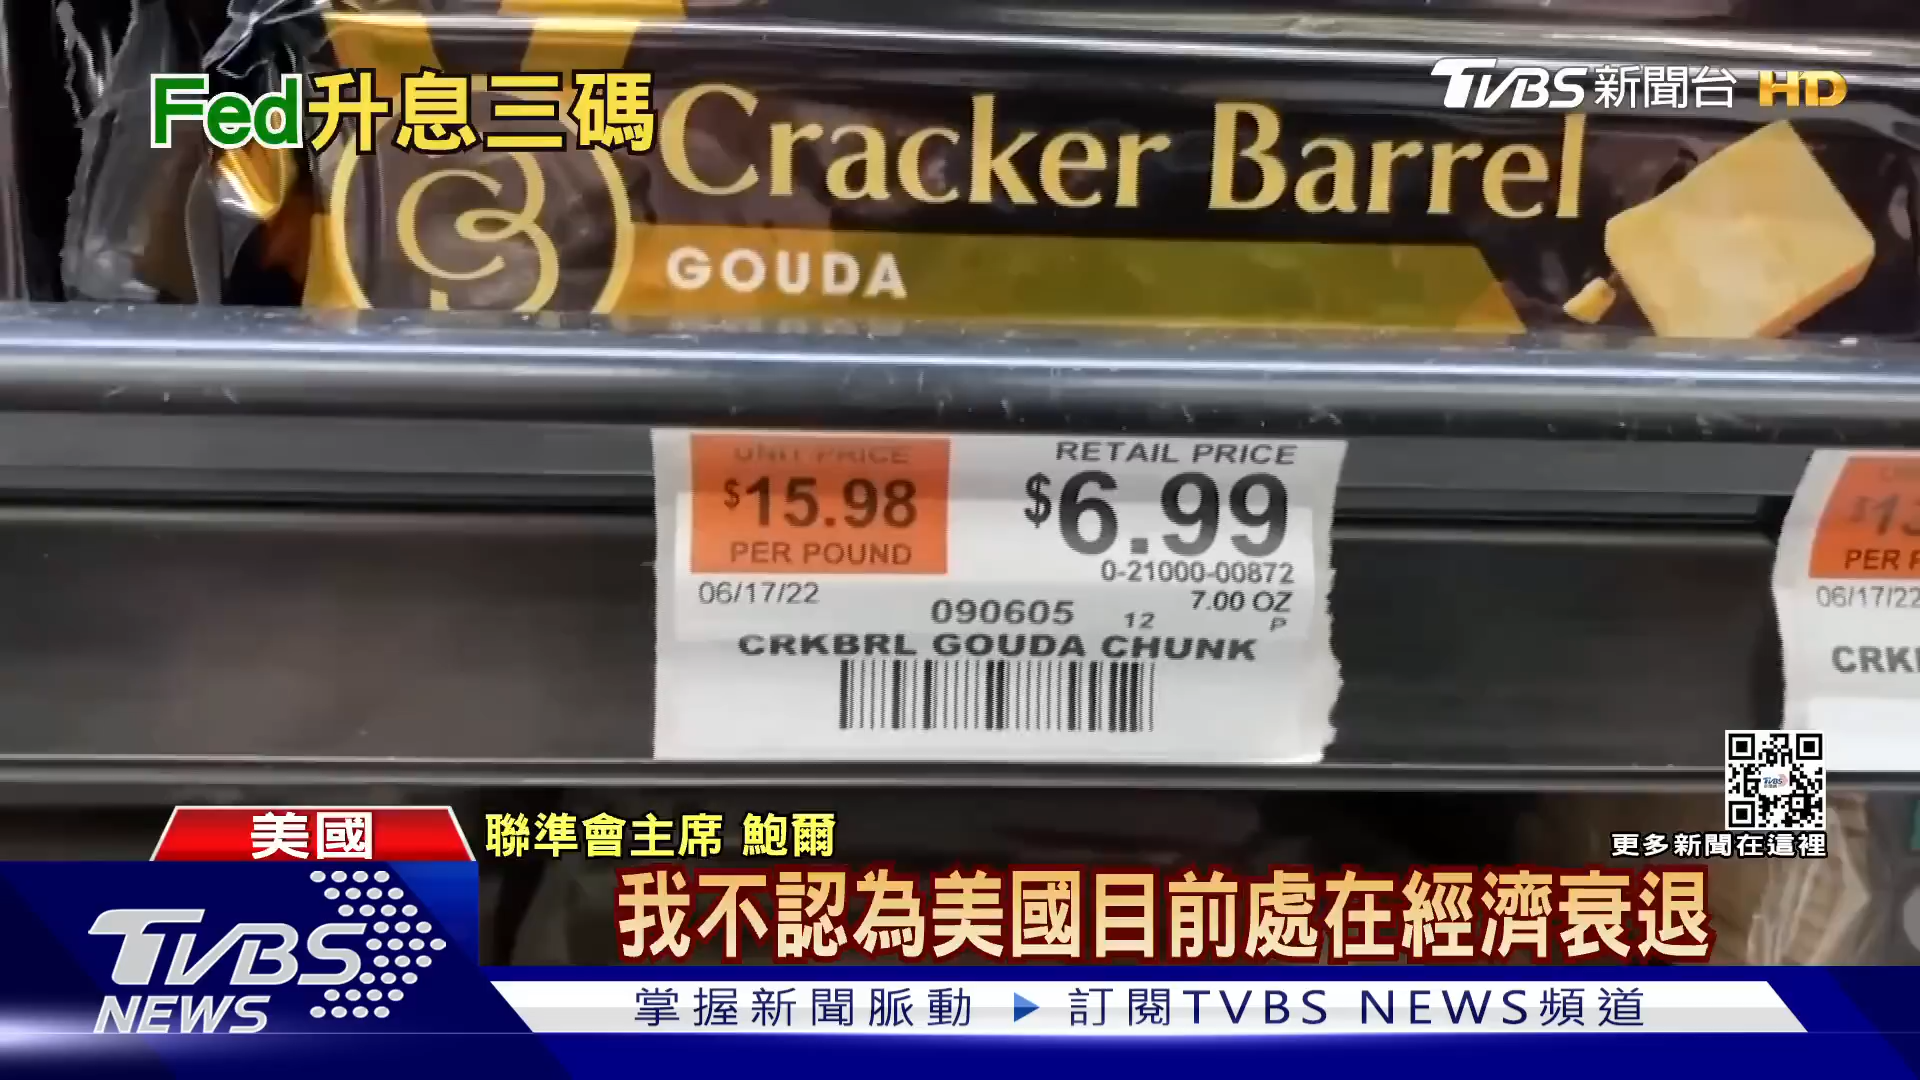 Fed升息三碼
TVBS新聞台 HD
Cracker Barrel
GOUDA
UNIT PRICE
$15.98
PER POUND
06/17/22
RETAIL PRICE
$6.99
0-21000-00872
7.00 OZ
P
090605 12
CRKBRL GOUDA CHUNK
PER
06/17/22
美國
聯準會主席 鮑爾
我不認為美國目前處在經濟衰退
更多新聞在這裡
TVBS
NEWS
掌握新聞脈動 ▶ 訂閱TVBS NEWS頻道